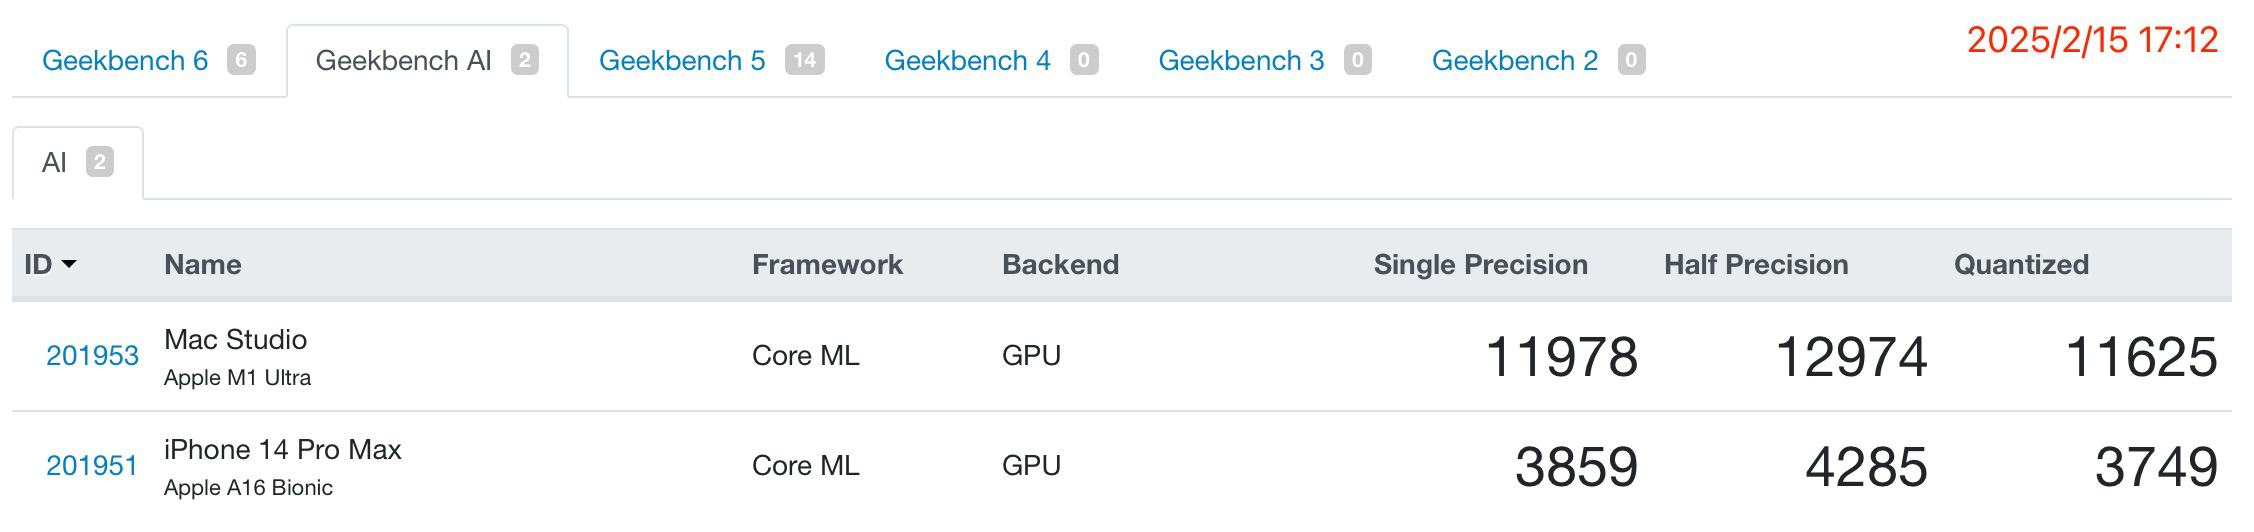 Geekbench 6 6 Geekbench AI 2 Geekbench 5 14 Geekbench 4 0 Geekbench 3 0 Geekbench 2 0 2025/2/15 17:12
AI 2
ID Name Framework Backend Single Precision Half Precision Quantized
201953 Mac Studio Core ML GPU 11978 12974 11625
Apple M1 Ultra
201951 iPhone 14 Pro Max Core ML GPU 3859 4285 3749
Apple A16 Bionic